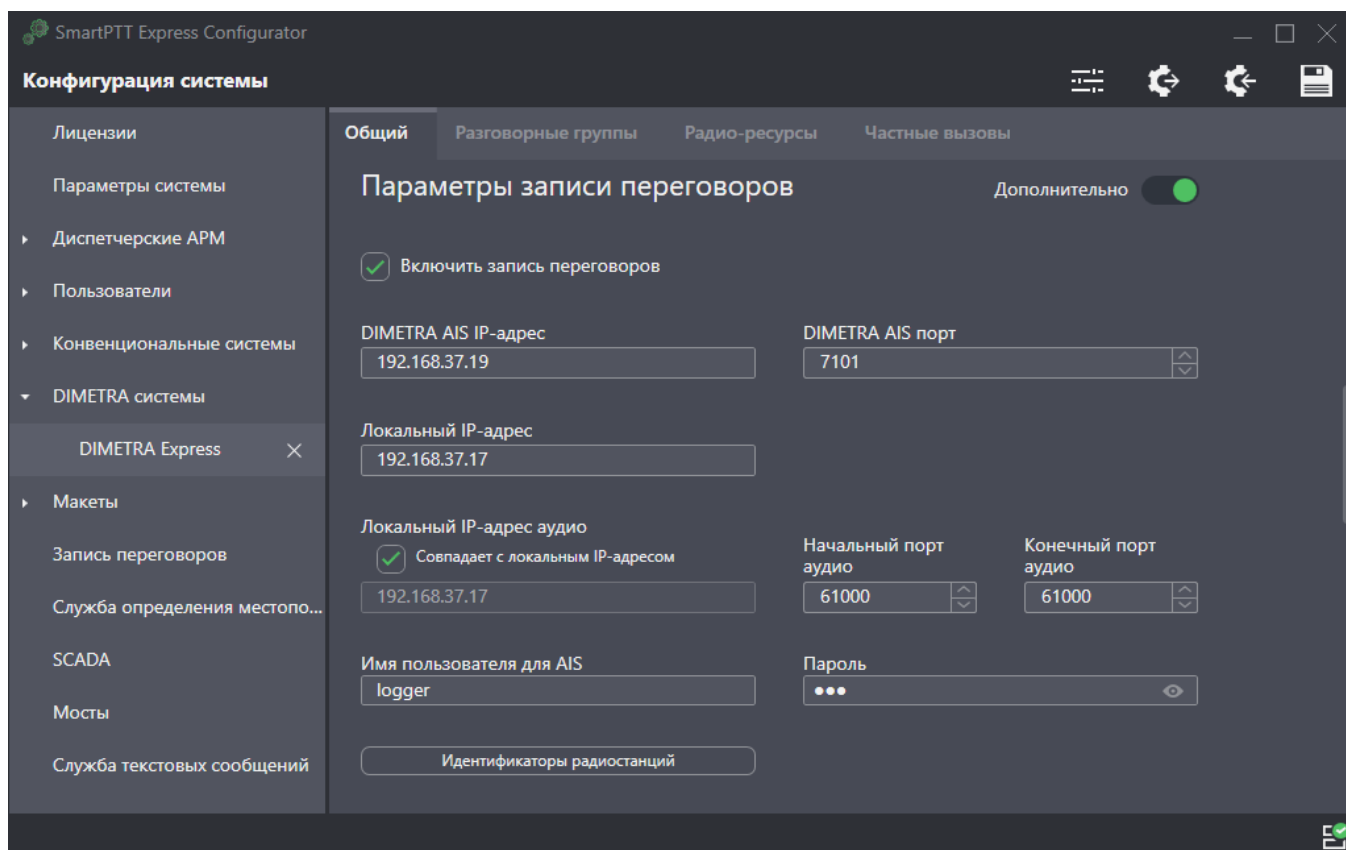 SmartPTT Express Configurator
Конфигурация системы
Лицензии
Параметры системы
Диспетчерские АРМ
Пользователи
Конвенциональные системы
DIMETRA системы
DIMETRA Express
Макеты
Запись переговоров
Служба определения местопо...
SCADA
Мосты
Служба текстовых сообщений
Общий Разговорные группы Радио-ресурсы Частные вызовы
Параметры записи переговоров Дополнительно
Включить запись переговоров
DIMETRA AIS IP-адрес DIMETRA AIS порт
192.168.37.19 7101
Локальный IP-адрес
192.168.37.17
Локальный IP-адрес аудио
Совпадает с локальным IP-адресом
192.168.37.17
Начальный порт
аудио
61000
Конечный порт
аудио
61000
Имя пользователя для AIS Пароль
logger •••
Идентификаторы радиостанций